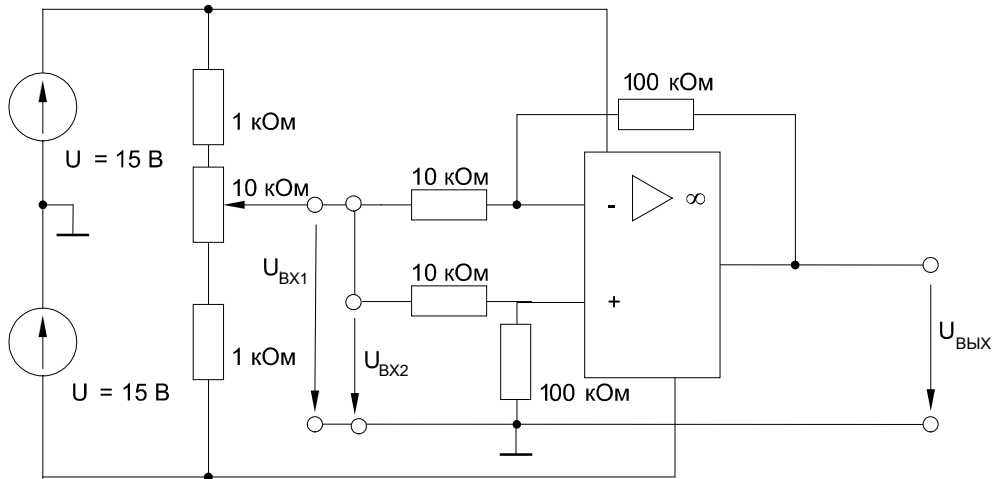 100 кОм
1 кОм
U = 15 В
10 кОм
10 кОм
- ∞
U_ВХ1
10 кОм
+
U_ВХ2
U_ВЫХ
1 кОм
U = 15 В
100 кОм